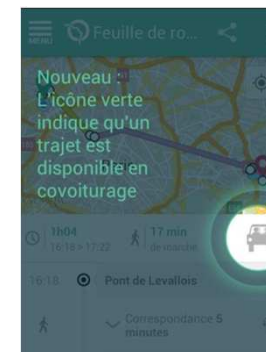 MENU
Feuille de ro...
Nouveau :
L'icône verte
indique qu'un
trajet est
disponible en
covoiturage
1h04
16:18 > 17:22
17 min
de marche
16:18
Pont de Levallois
Correspondance 5
minutes